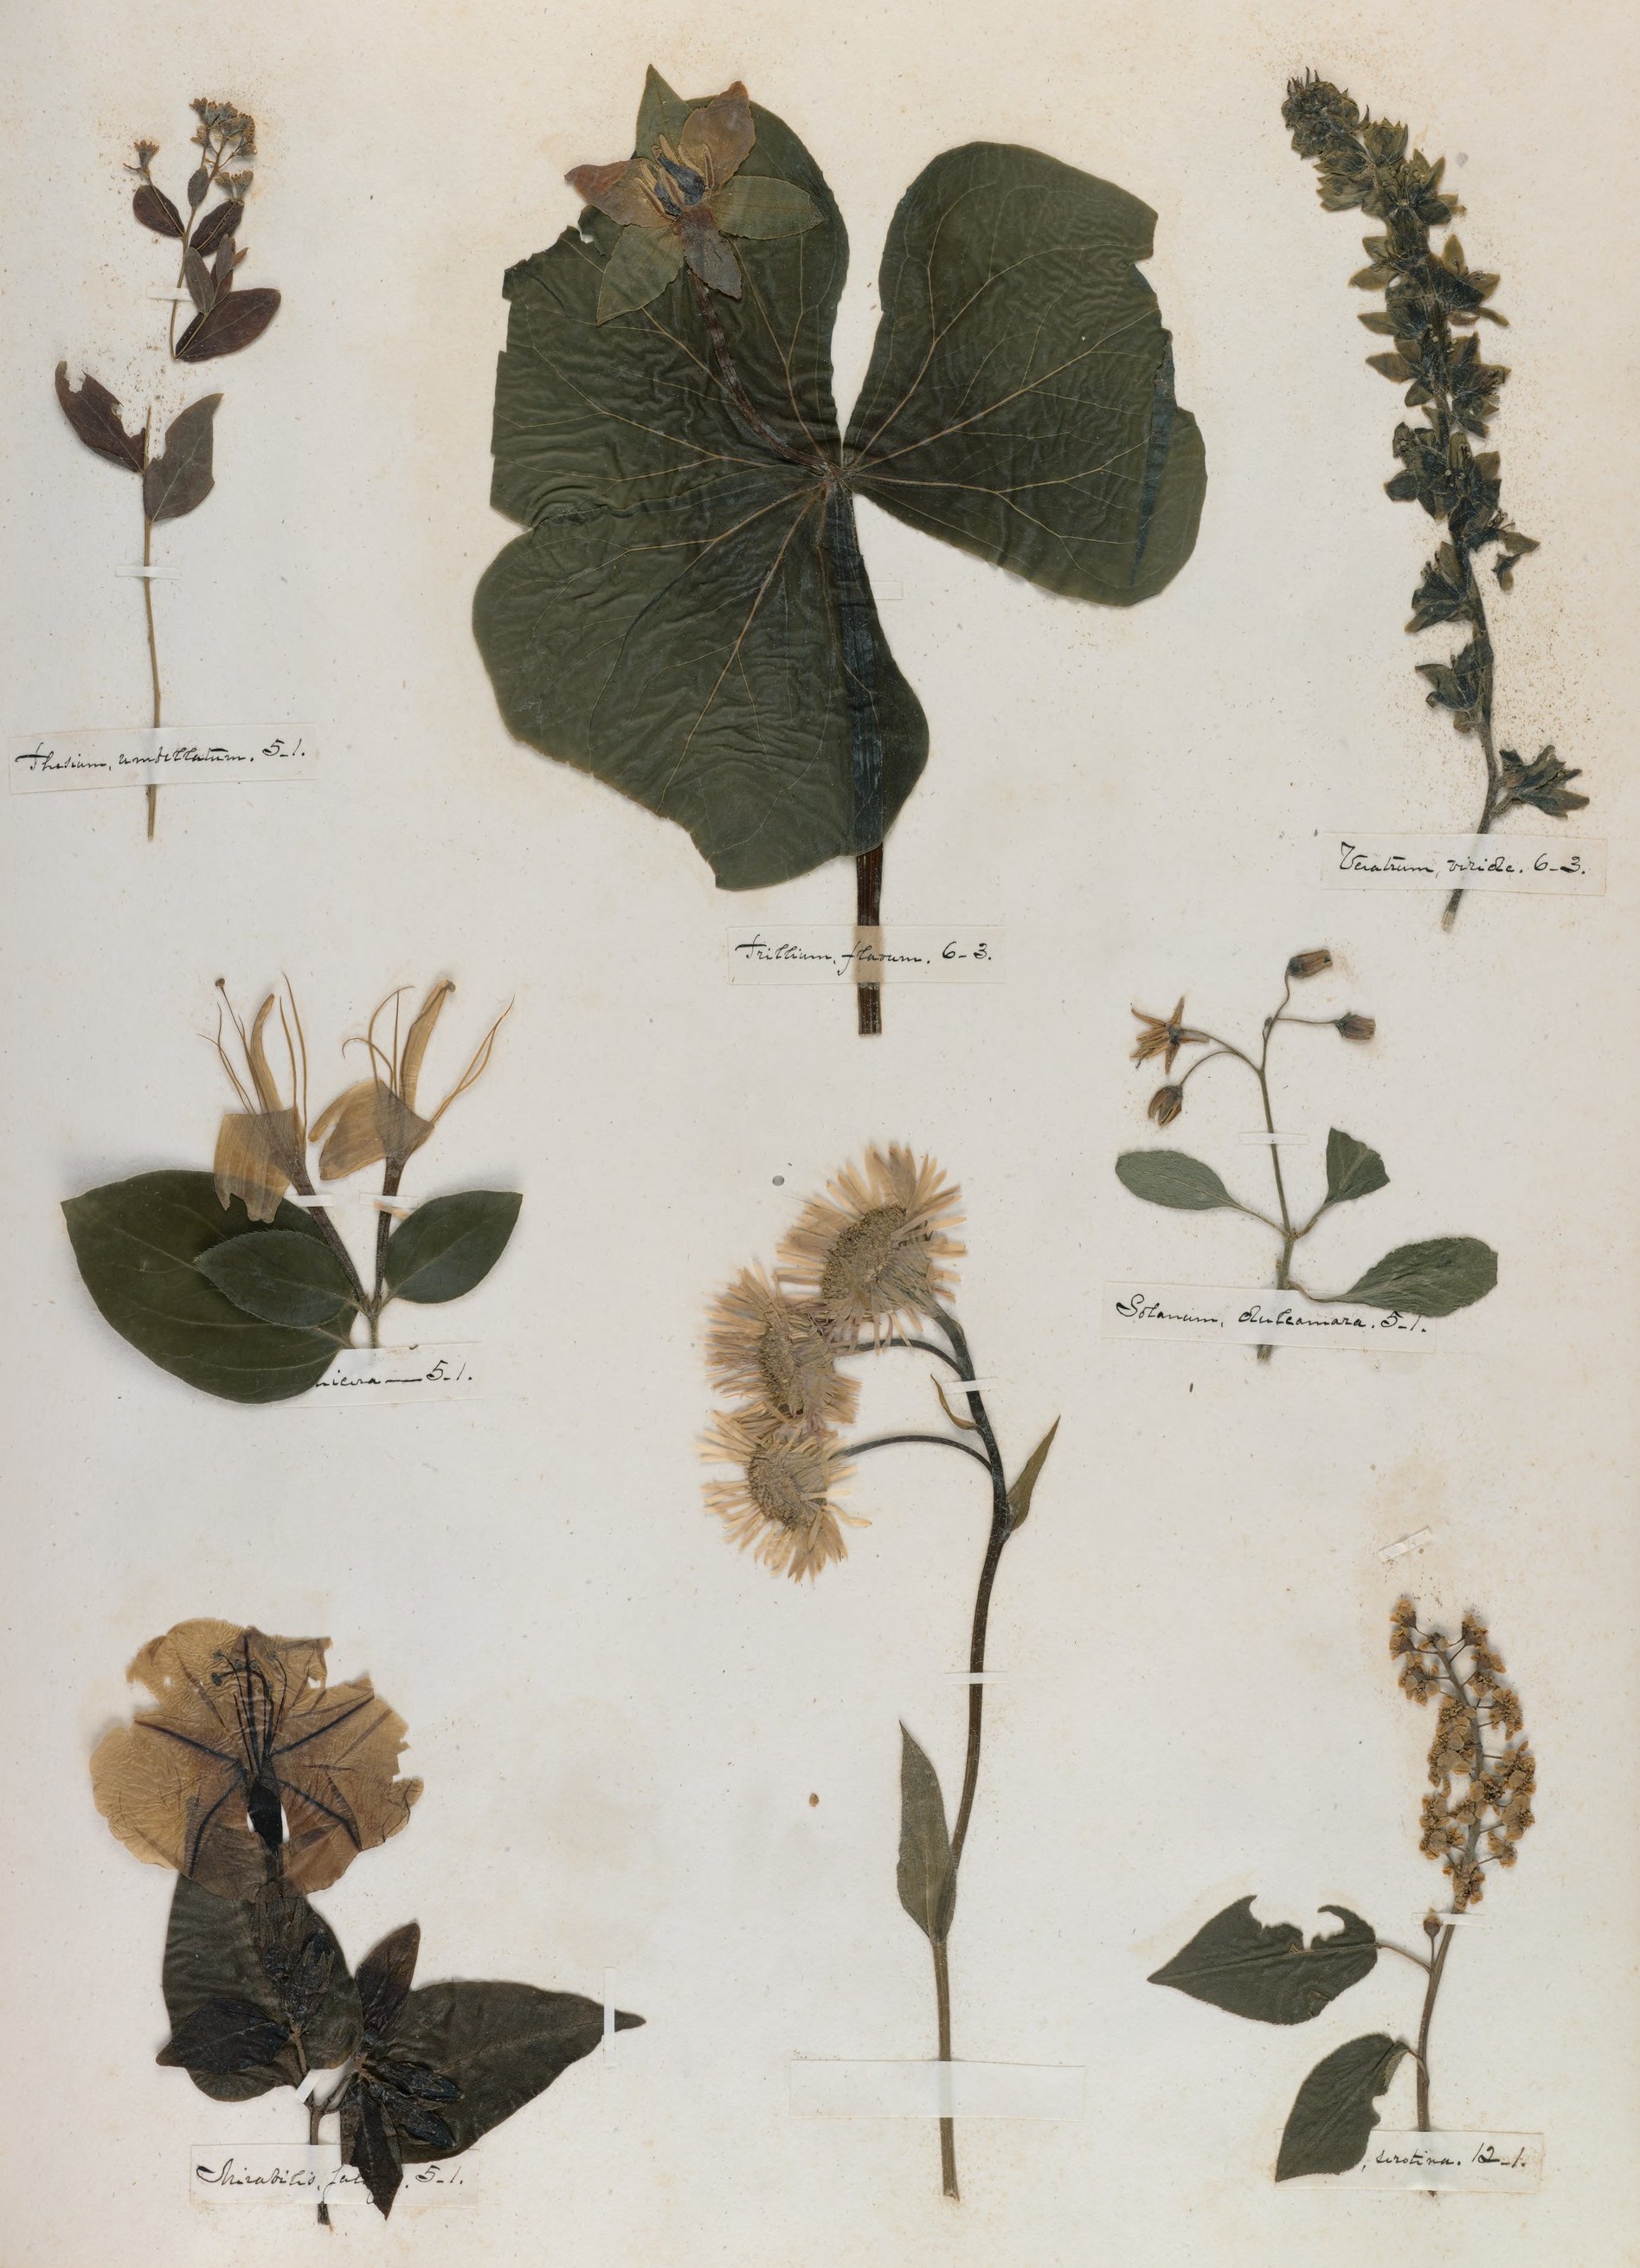 Thesium, umbellatum. 5-1.
Veratrum, viride. 6-3.
Trillium, flavum. 6-3.
Solanum, dulcamara. 5-1.
nicera — 5-1.
Mirabilis, 5-1.
, serotina. 12-1.